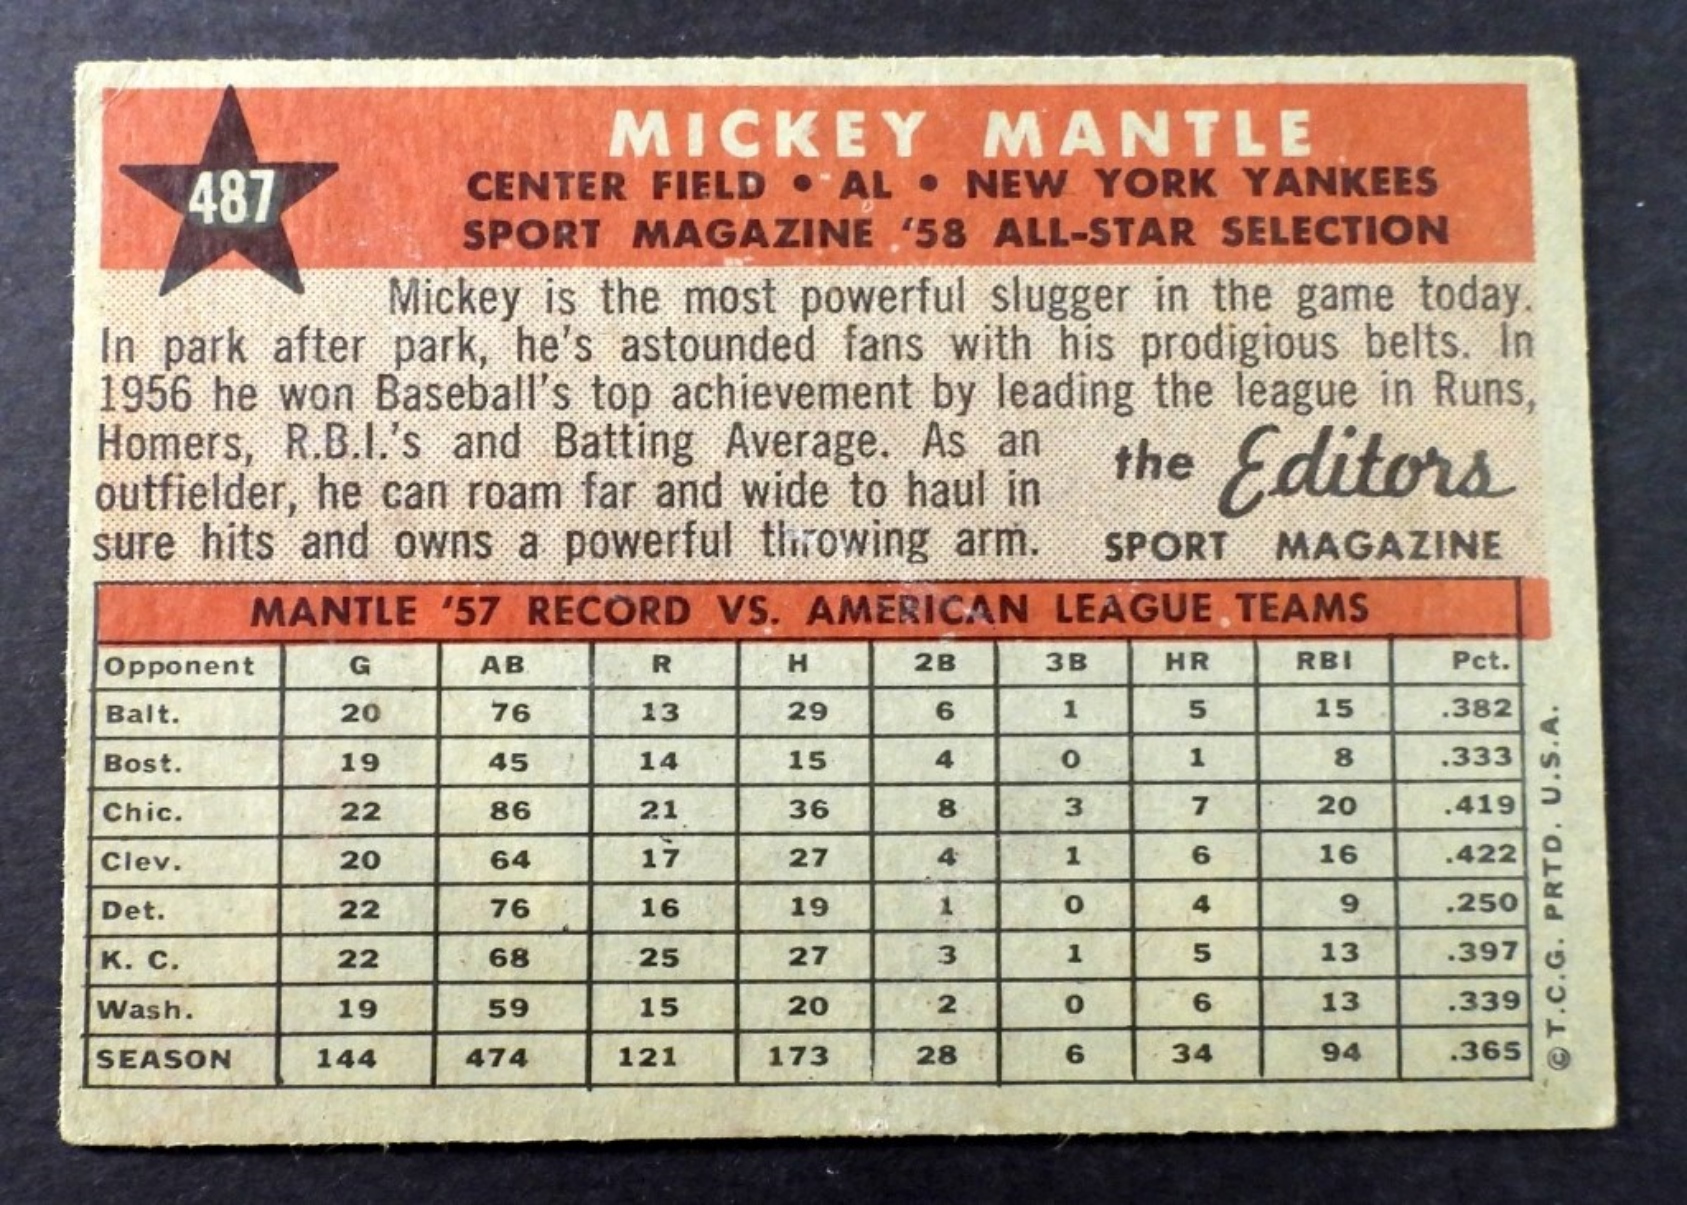 487
MICKEY MANTLE
CENTER FIELD • AL • NEW YORK YANKEES
SPORT MAGAZINE '58 ALL-STAR SELECTION
Mickey is the most powerful slugger in the game today.
In park after park, he's astounded fans with his prodigious belts. In
1956 he won Baseball's top achievement by leading the league in Runs,
Homers, R.B.I.'s and Batting Average. As an
outfielder, he can roam far and wide to haul in
sure hits and owns a powerful throwing arm.
the Editors
SPORT MAGAZINE
MANTLE '57 RECORD VS. AMERICAN LEAGUE TEAMS
Opponent G AB R H 2B 3B HR RBI Pct.
Balt. 20 76 13 29 6 1 5 15 .382
Bost. 19 45 14 15 4 0 1 8 .333
Chic. 22 86 21 36 8 3 7 20 .419
Clev. 20 64 17 27 4 1 6 16 .422
Det. 22 76 16 19 1 0 4 9 .250
K. C. 22 68 25 27 3 1 5 13 .397
Wash. 19 59 15 20 2 0 6 13 .339
SEASON 144 474 121 173 28 6 34 94 .365
© T.C.G. PRTD. U.S.A.